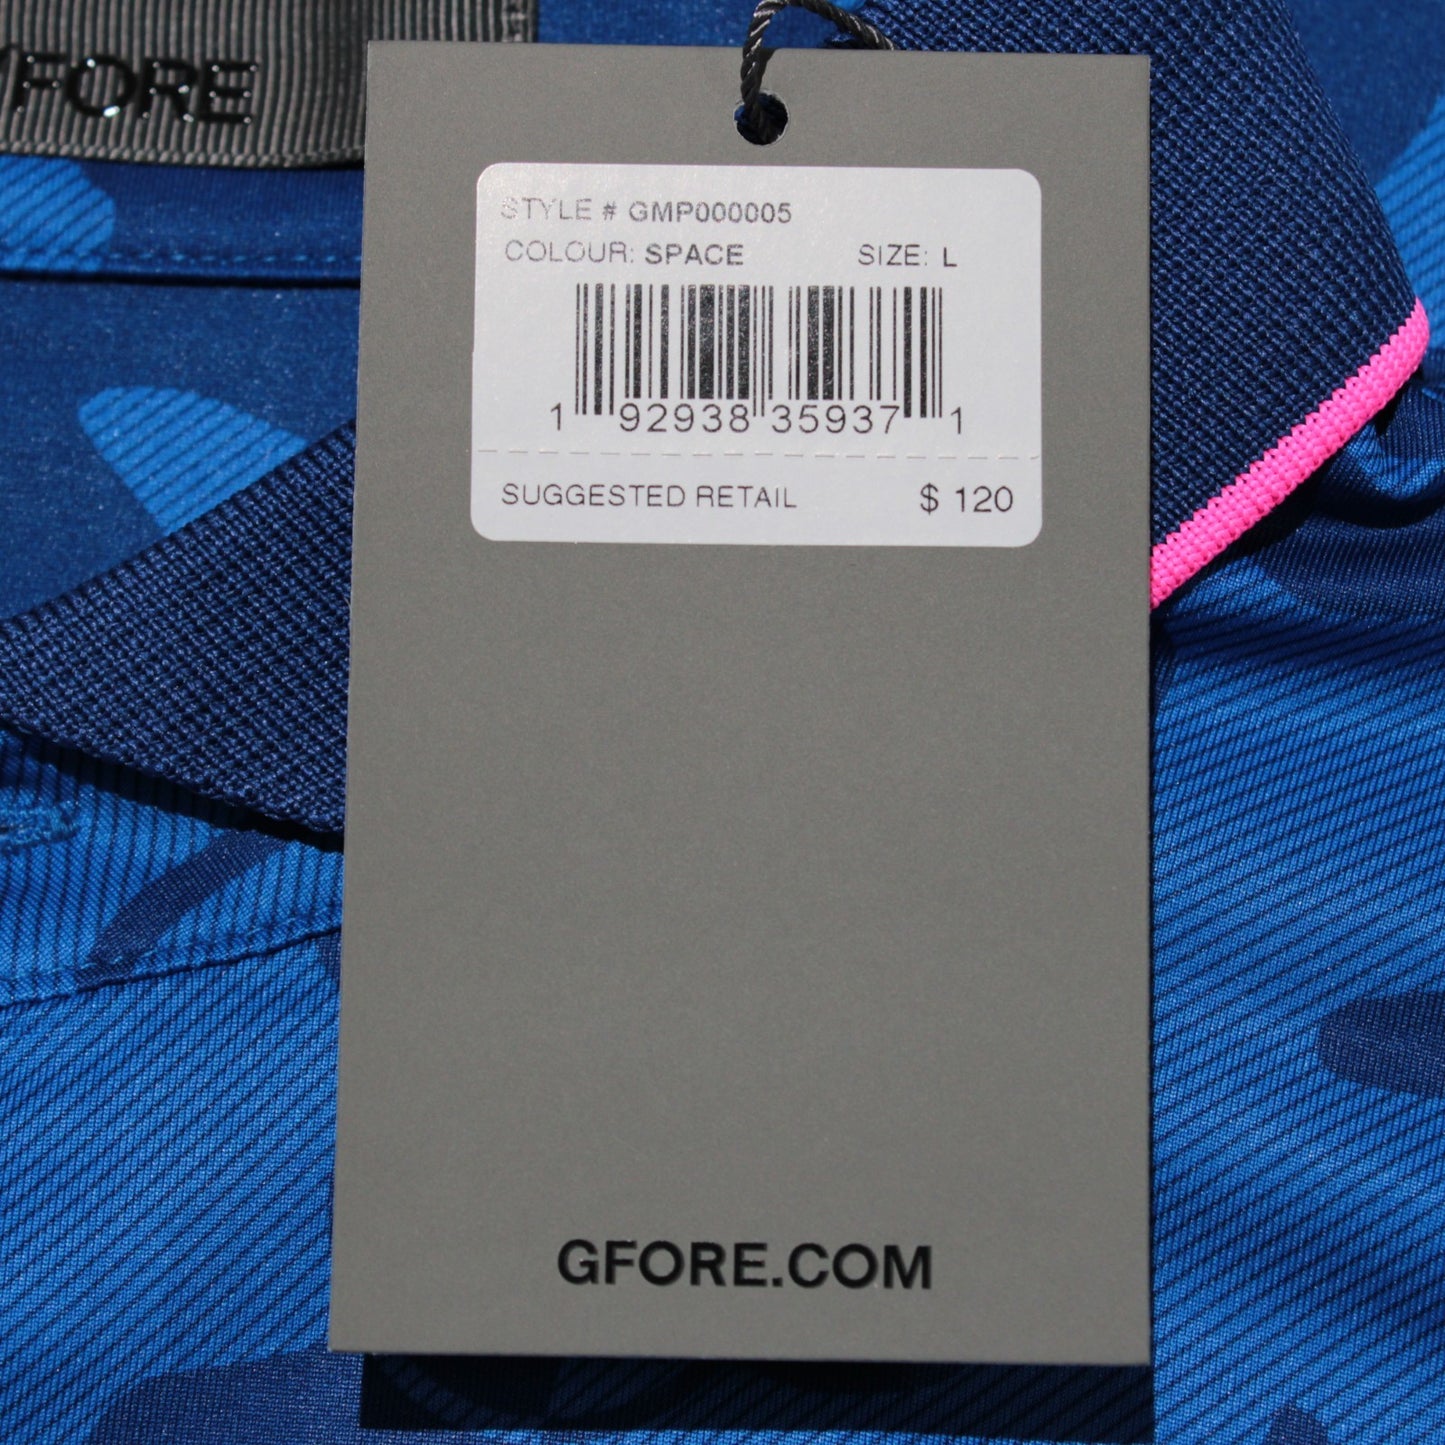 /FORE
STYLE # GMP000005
COLOUR: SPACE SIZE: L
1 92938 35937 1
SUGGESTED RETAIL $ 120
GFORE.COM